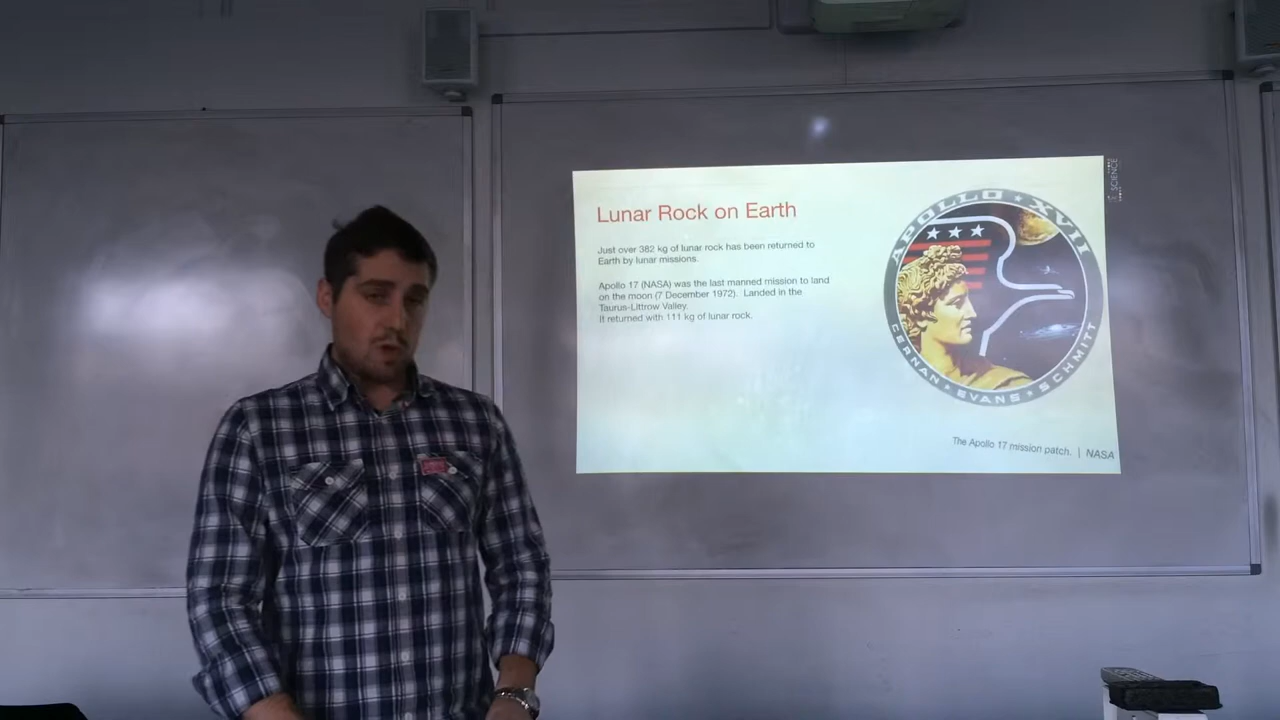 Lunar Rock on Earth
Just over 382 kg of lunar rock has been returned to
Earth by lunar missions.
Apollo 17 (NASA) was the last manned mission to land
on the moon (7 December 1972). Landed in the
Taurus-Littrow Valley.
It returned with 111 kg of lunar rock.
APOLLO XVII
CERNAN ★ EVANS ★ SCHMITT
The Apollo 17 mission patch. | NASA
SCIENCE